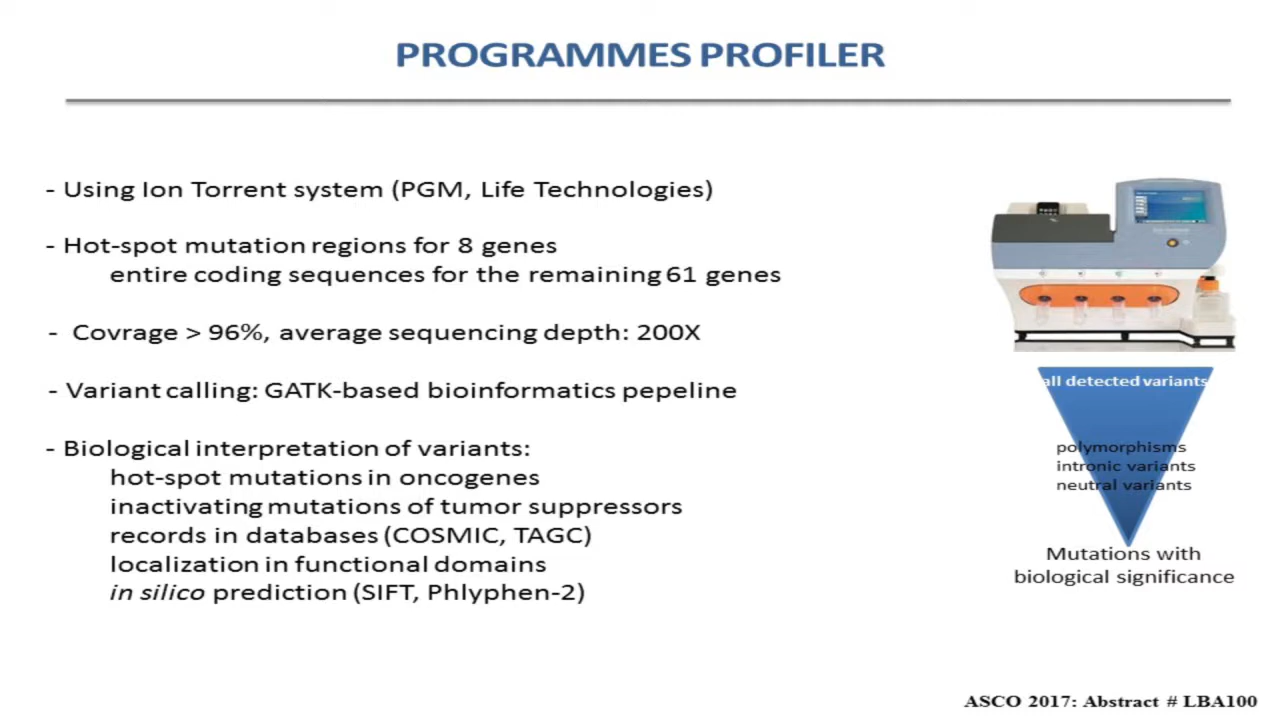 PROGRAMMES PROFILER
- Using Ion Torrent system (PGM, Life Technologies)
- Hot-spot mutation regions for 8 genes
entire coding sequences for the remaining 61 genes
- Covrage > 96%, average sequencing depth: 200X
- Variant calling: GATK-based bioinformatics pepeline
- Biological interpretation of variants:
hot-spot mutations in oncogenes
inactivating mutations of tumor suppressors
records in databases (COSMIC, TAGC)
localization in functional domains
in silico prediction (SIFT, Phlyphen-2)
all detected variants
polymorphisms
intronic variants
neutral variants
Mutations with
biological significance
ASCO 2017: Abstract # LBA100